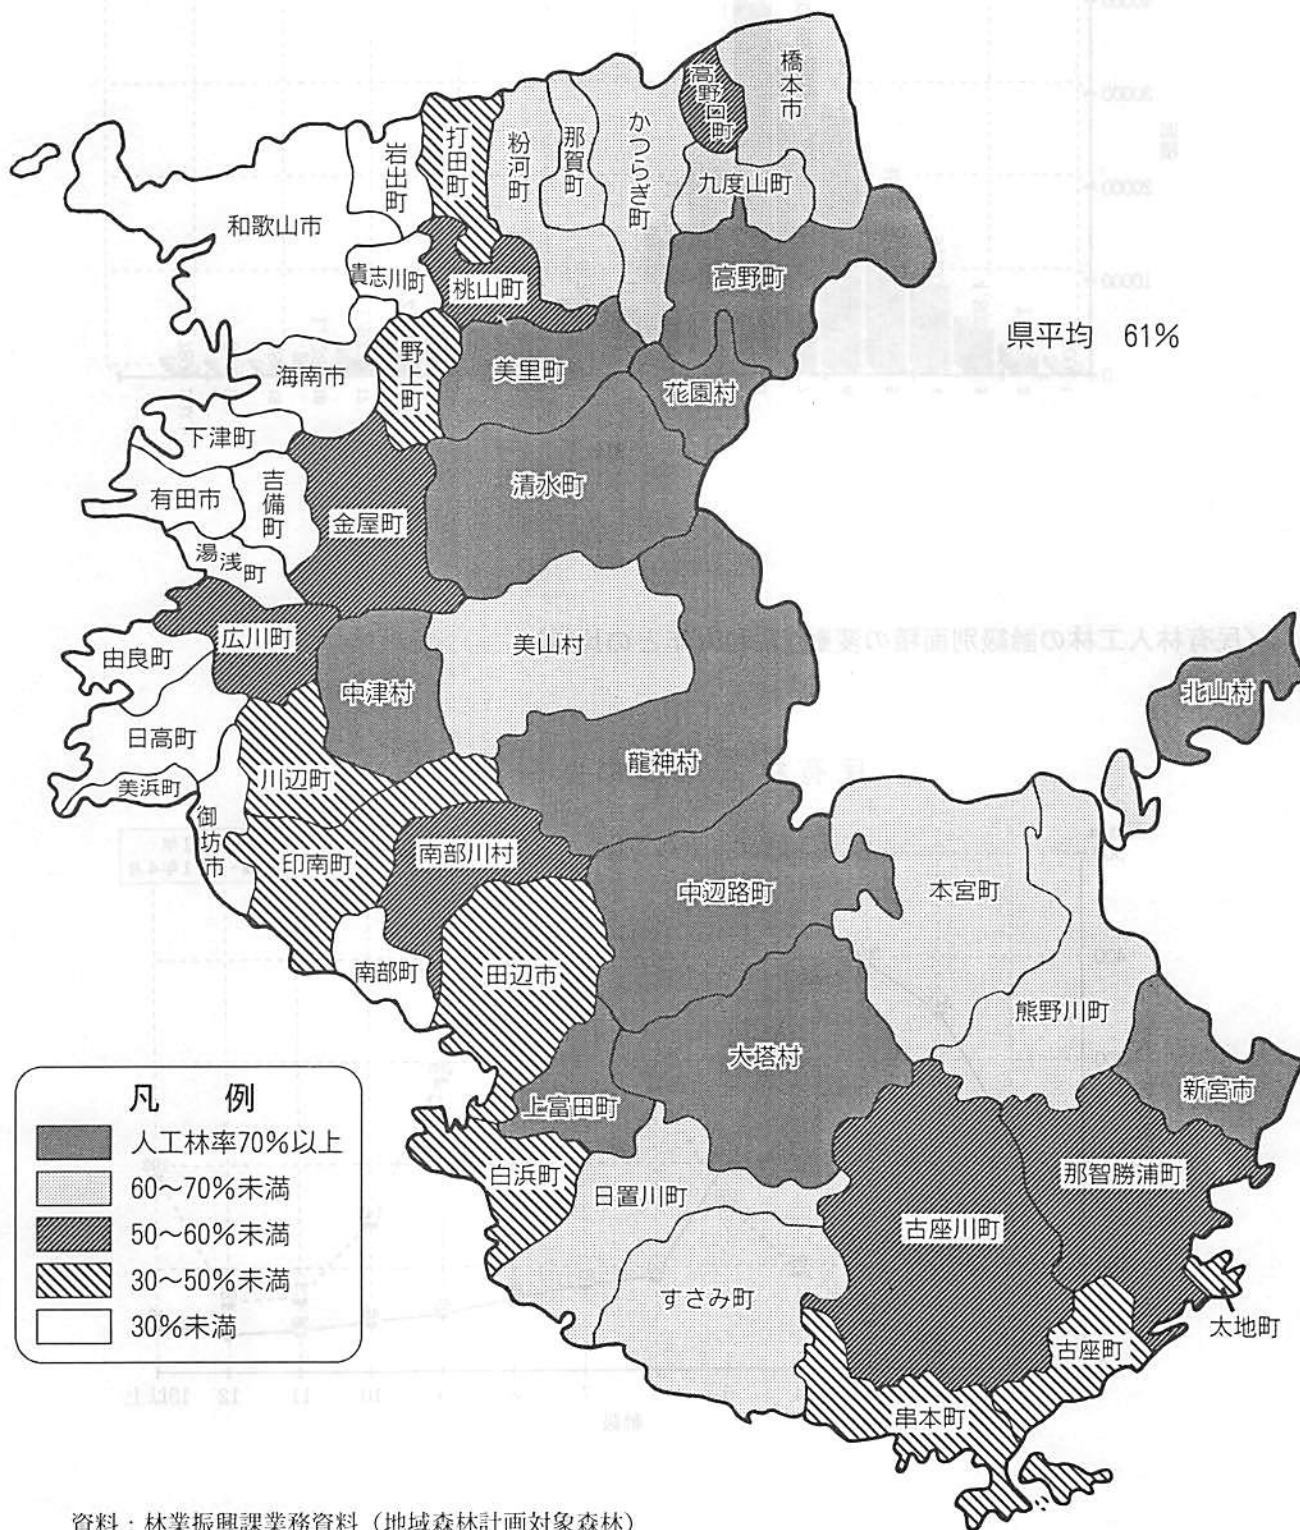 橋本市
高野口町
かつらぎ町
那賀町
粉河町
打田町
岩出町
九度山町
和歌山市
貴志川町
桃山町
高野町
県平均 61%
野上町
美里町
海南市
花園村
下津町
清水町
有田市
吉備町
金屋町
湯浅町
広川町
美山村
由良町
中津村
北山村
日高町
龍神村
川辺町
美浜町
御坊市
印南町
南部川村
中辺路町
本宮町
南部町
田辺市
熊野川町
大塔村
新宮市
上富田町
白浜町
日置川町
那智勝浦町
古座川町
すさみ町
太地町
古座町
串本町
凡 例
人工林率70%以上
60〜70%未満
50〜60%未満
30〜50%未満
30%未満
資料:林業振興課業務資料(地域森林計画対象森林)